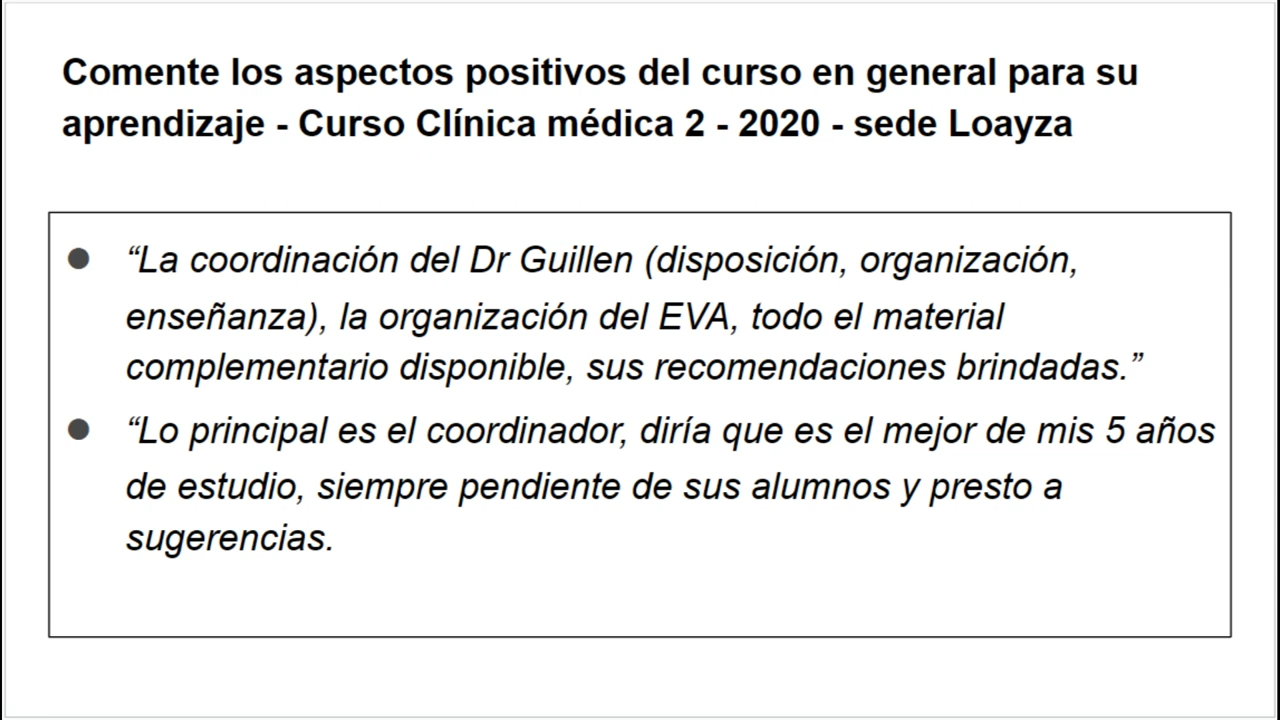 Comente los aspectos positivos del curso en general para su
aprendizaje - Curso Clínica médica 2 - 2020 - sede Loayza
● “La coordinación del Dr Guillen (disposición, organización,
enseñanza), la organización del EVA, todo el material
complementario disponible, sus recomendaciones brindadas.”
● “Lo principal es el coordinador, diría que es el mejor de mis 5 años
de estudio, siempre pendiente de sus alumnos y presto a
sugerencias.